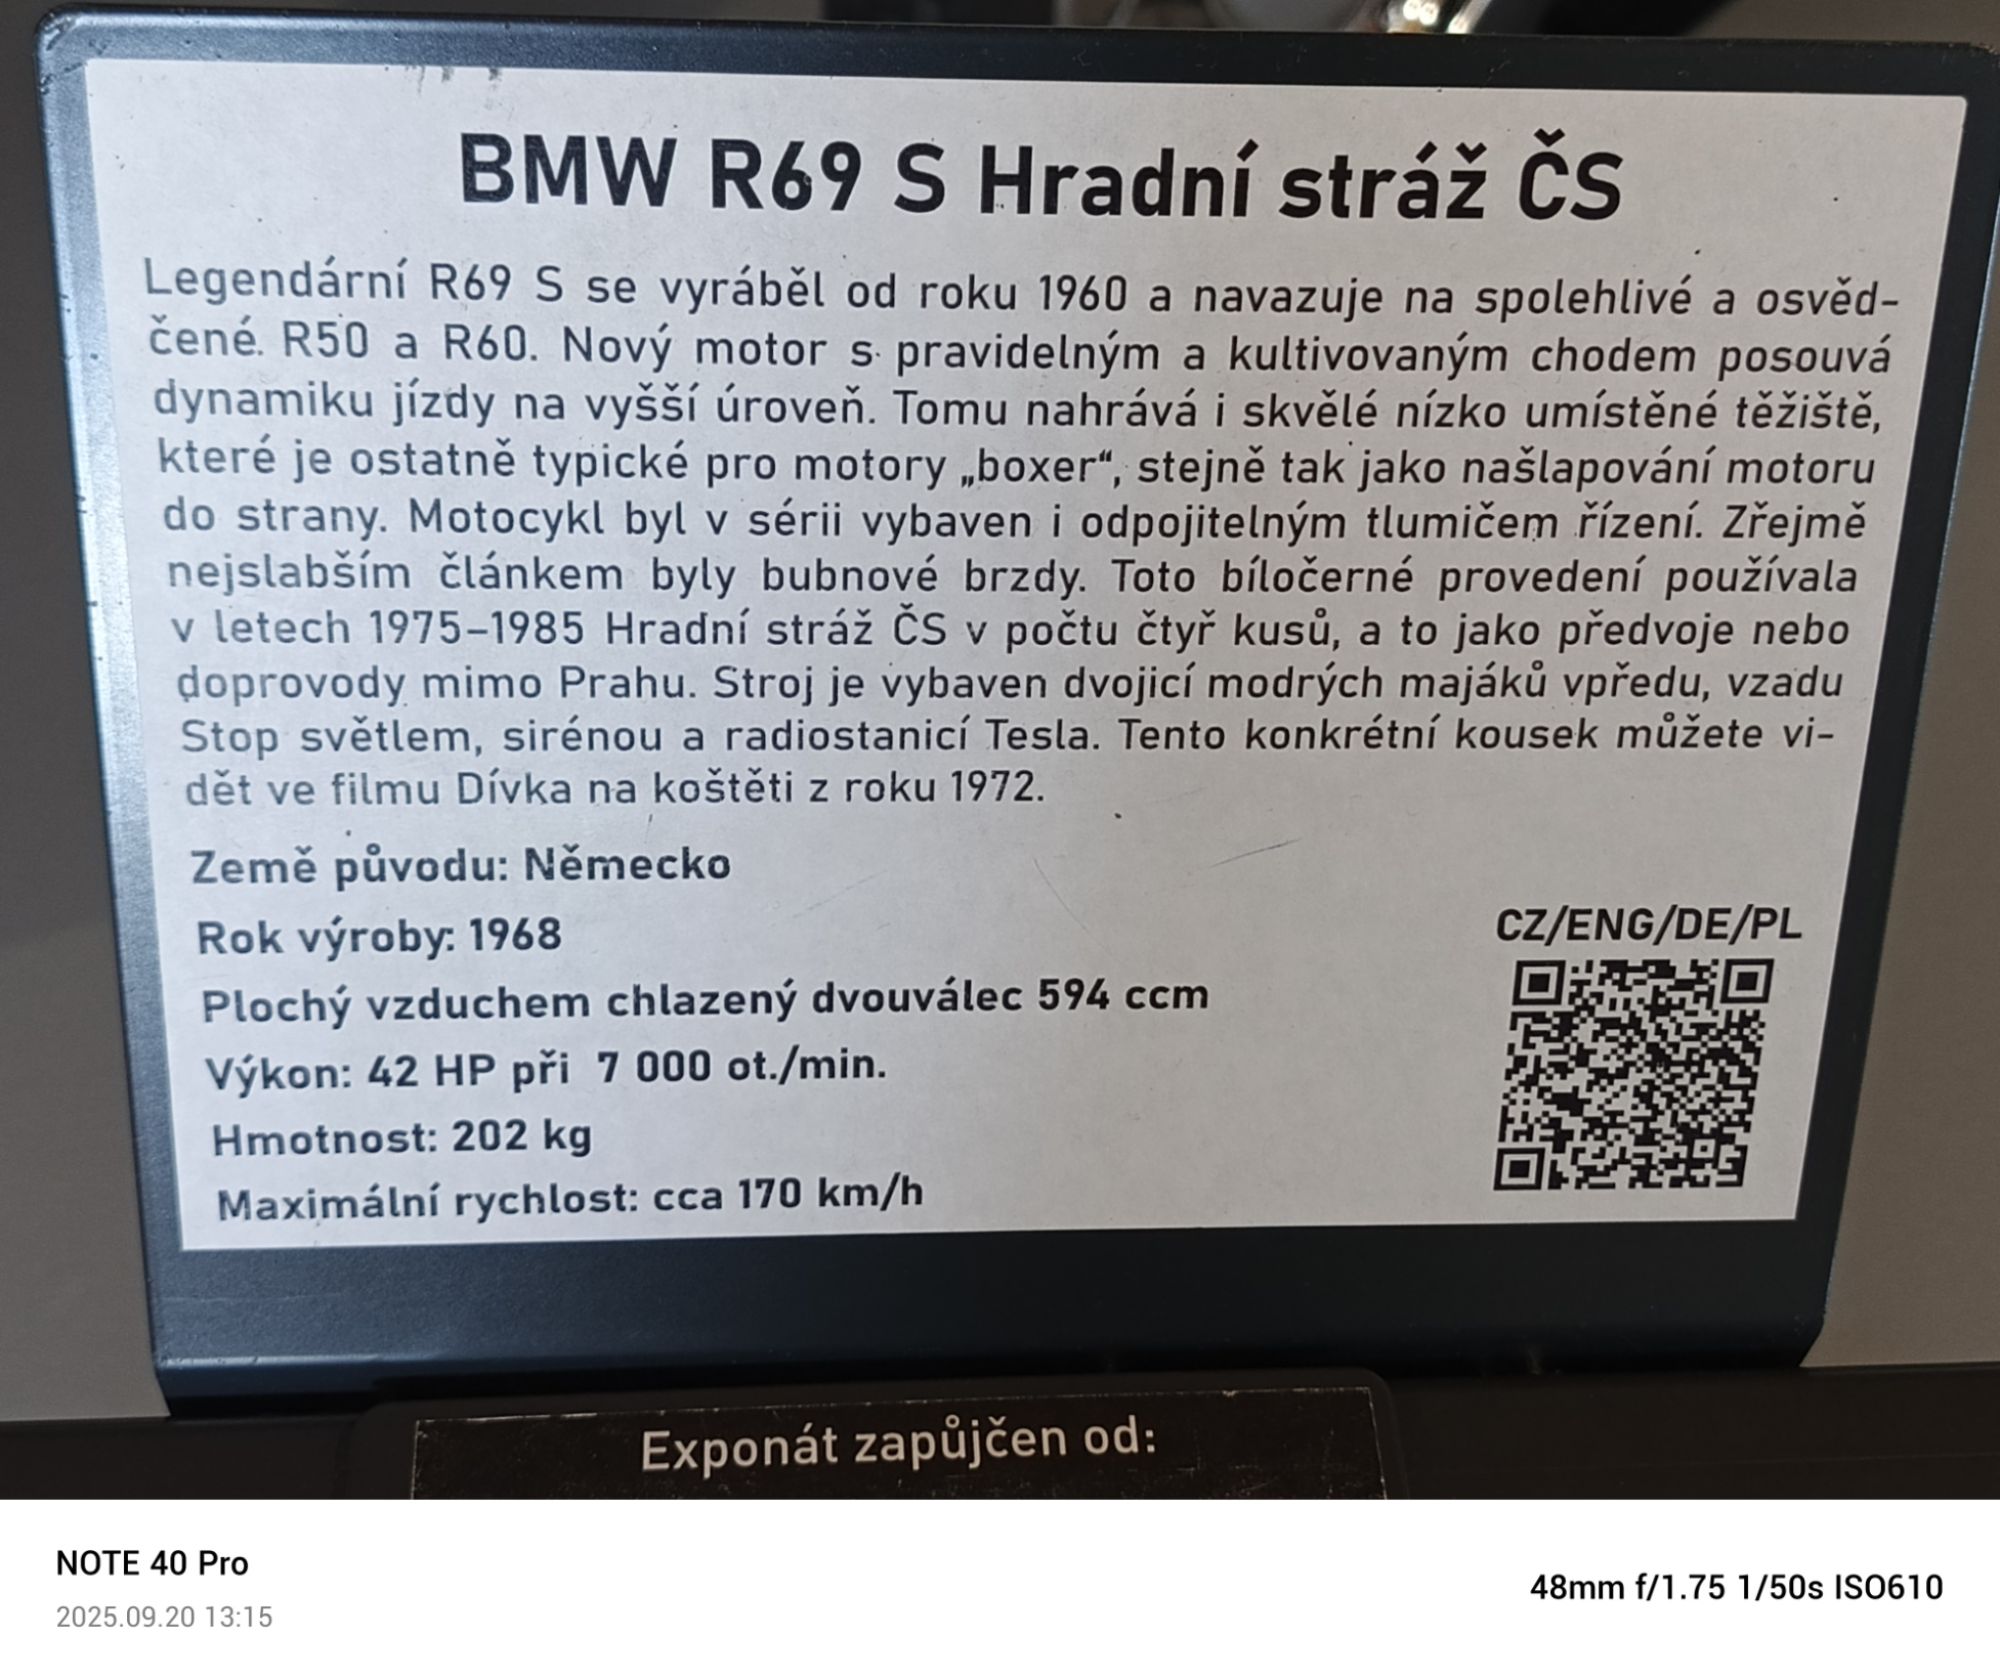 BMW R69 S Hradní stráž ČS
Legendární R69 S se vyráběl od roku 1960 a navazuje na spolehlivé a osvěd-
čené R50 a R60. Nový motor s pravidelným a kultivovaným chodem posouvá
dynamiku jízdy na vyšší úroveň. Tomu nahrává i skvělé nízko umístěné těžiště,
které je ostatně typické pro motory „boxer“, stejně tak jako našlapování motoru
do strany. Motocykl byl v sérii vybaven i odpojitelným tlumičem řízení. Zřejmě
nejslabším článkem byly bubnové brzdy. Toto bíločerné provedení používala
v letech 1975–1985 Hradní stráž ČS v počtu čtyř kusů, a to jako předvoje nebo
doprovody mimo Prahu. Stroj je vybaven dvojicí modrých majáků vpředu, vzadu
Stop světlem, sirénou a radiostanicí Tesla. Tento konkrétní kousek můžete vi-
dět ve filmu Dívka na koštěti z roku 1972.
Země původu: Německo
Rok výroby: 1968
Plochý vzduchem chlazený dvouválec 594 ccm
Výkon: 42 HP při 7 000 ot./min.
Hmotnost: 202 kg
Maximální rychlost: cca 170 km/h
CZ/ENG/DE/PL
Exponát zapůjčen od:
NOTE 40 Pro
2025.09.20 13:15
48mm f/1.75 1/50s ISO610